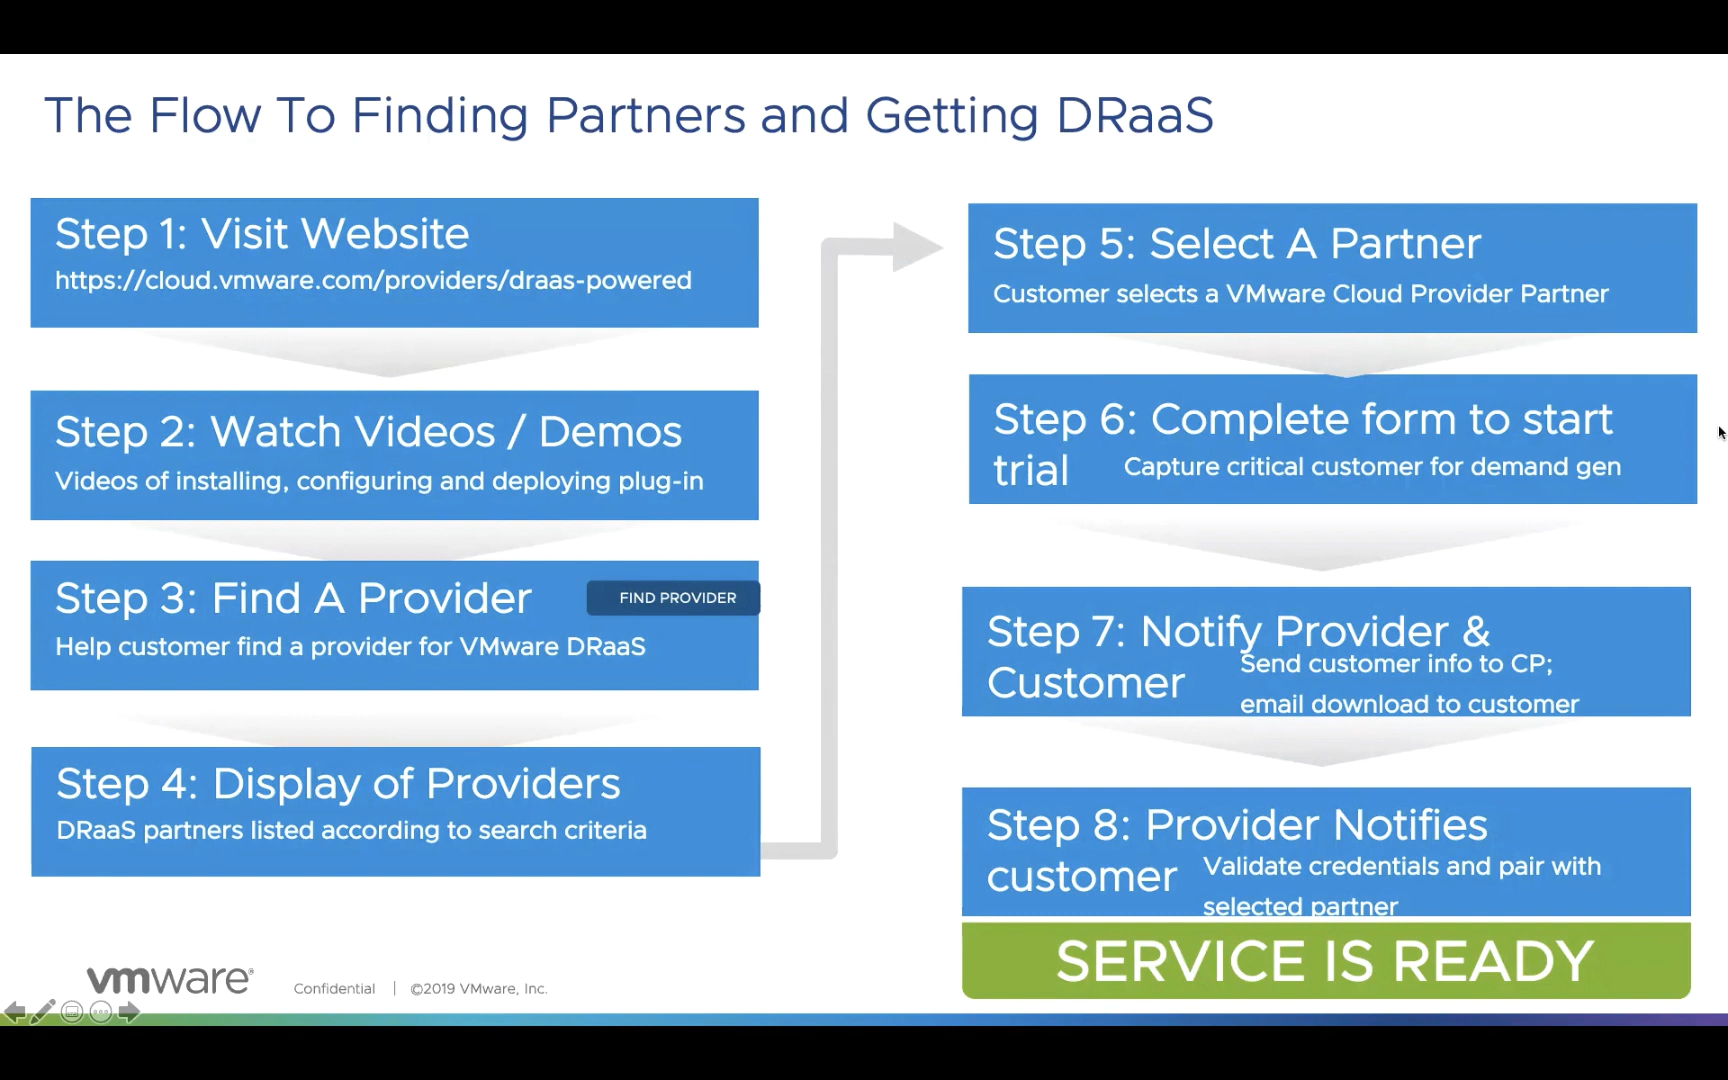 The Flow To Finding Partners and Getting DRaaS
Step 1: Visit Website
https://cloud.vmware.com/providers/draas-powered
Step 2: Watch Videos / Demos
Videos of installing, configuring and deploying plug-in
Step 3: Find A Provider
FIND PROVIDER
Help customer find a provider for VMware DRaaS
Step 4: Display of Providers
DRaaS partners listed according to search criteria
Step 5: Select A Partner
Customer selects a VMware Cloud Provider Partner
Step 6: Complete form to start
trial
Capture critical customer for demand gen
Step 7: Notify Provider &
Customer
Send customer info to CP;
email download to customer
Step 8: Provider Notifies
customer
Validate credentials and pair with
selected partner
SERVICE IS READY
vmware®
Confidential | ©2019 VMware, Inc.